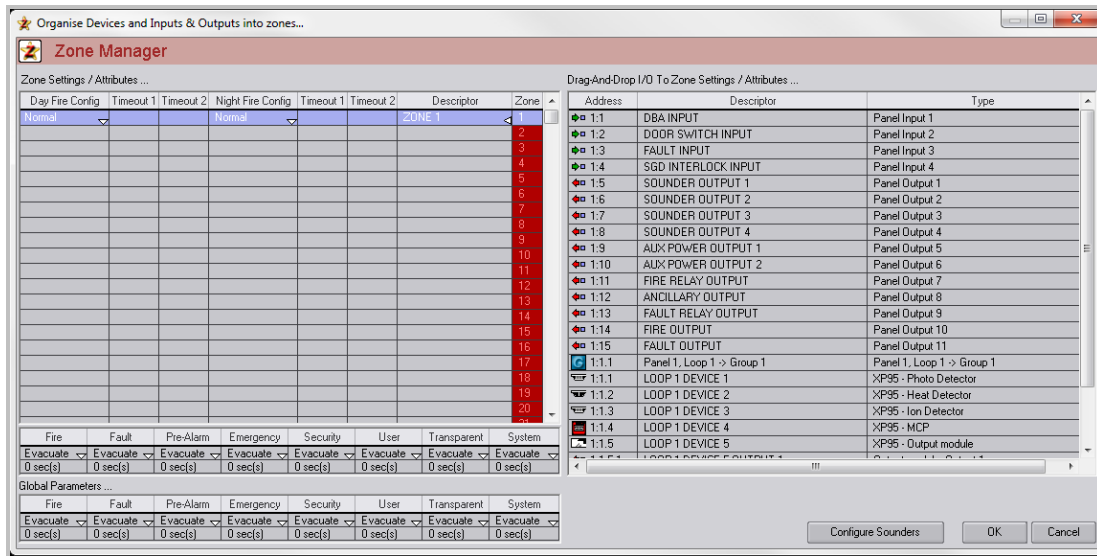 Organise Devices and Inputs & Outputs into zones...
Zone Manager
Zone Settings / Attributes ...
Day Fire Config Timeout 1 Timeout 2 Night Fire Config Timeout 1 Timeout 2 Descriptor Zone
Normal Normal ZONE 1 1
2
3
4
5
6
7
8
9
10
11
12
13
14
15
16
17
18
19
20
21
Fire Fault Pre-Alarm Emergency Security User Transparent System
Evacuate Evacuate Evacuate Evacuate Evacuate Evacuate Evacuate Evacuate
0 sec(s) 0 sec(s) 0 sec(s) 0 sec(s) 0 sec(s) 0 sec(s) 0 sec(s) 0 sec(s)
Global Parameters ...
Fire Fault Pre-Alarm Emergency Security User Transparent System
Evacuate Evacuate Evacuate Evacuate Evacuate Evacuate Evacuate Evacuate
0 sec(s) 0 sec(s) 0 sec(s) 0 sec(s) 0 sec(s) 0 sec(s) 0 sec(s) 0 sec(s)
Drag-And-Drop I/O To Zone Settings / Attributes ...
Address Descriptor Type
1:1 DBA INPUT Panel Input 1
1:2 DOOR SWITCH INPUT Panel Input 2
1:3 FAULT INPUT Panel Input 3
1:4 SGD INTERLOCK INPUT Panel Input 4
1:5 SOUNDER OUTPUT 1 Panel Output 1
1:6 SOUNDER OUTPUT 2 Panel Output 2
1:7 SOUNDER OUTPUT 3 Panel Output 3
1:8 SOUNDER OUTPUT 4 Panel Output 4
1:9 AUX POWER OUTPUT 1 Panel Output 5
1:10 AUX POWER OUTPUT 2 Panel Output 6
1:11 FIRE RELAY OUTPUT Panel Output 7
1:12 ANCILLARY OUTPUT Panel Output 8
1:13 FAULT RELAY OUTPUT Panel Output 9
1:14 FIRE OUTPUT Panel Output 10
1:15 FAULT OUTPUT Panel Output 11
G 1:1.1 Panel 1, Loop 1 -> Group 1 Panel 1, Loop 1 -> Group 1
1:1.1 LOOP 1 DEVICE 1 XP95 - Photo Detector
1:1.2 LOOP 1 DEVICE 2 XP95 - Heat Detector
1:1.3 LOOP 1 DEVICE 3 XP95 - Ion Detector
1:1.4 LOOP 1 DEVICE 4 XP95 - MCP
1:1.5 LOOP 1 DEVICE 5 XP95 - Output module
1:1.5.1 LOOP 1 DEVICE 5 OUTPUT 1
Configure Sounders OK Cancel